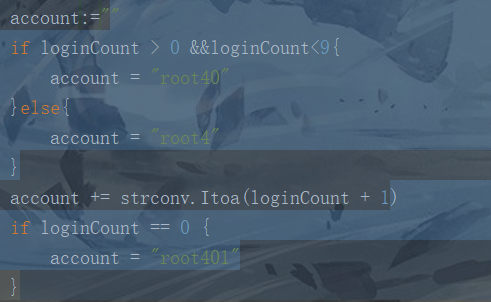 account:=""
if loginCount > 0 &&loginCount<9{
    account = "root40"
}else{
    account = "root4"
}
account += strconv.Itoa(loginCount + 1)
if loginCount == 0 {
    account = "root401"
}